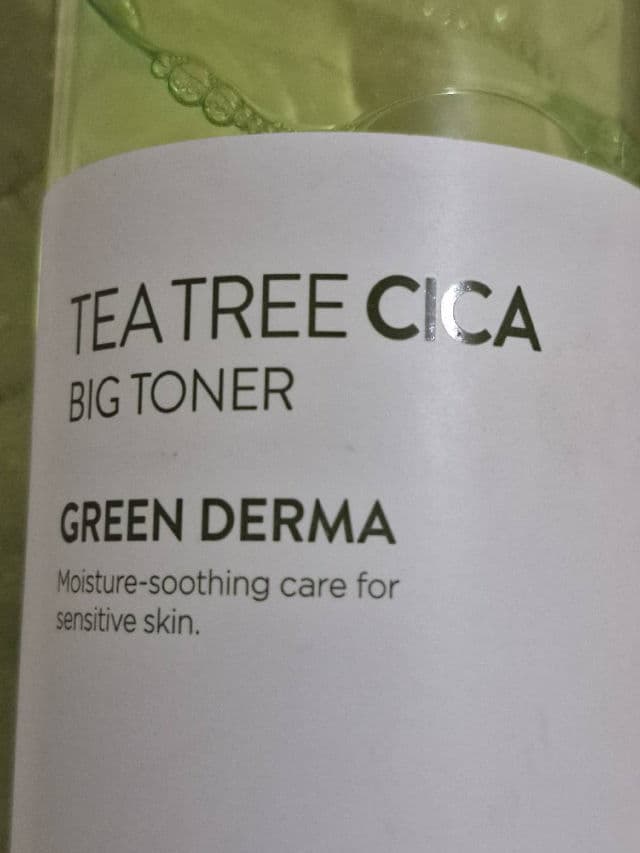 TEA TREE CICA
BIG TONER
GREEN DERMA
Moisture-soothing care for
sensitive skin.